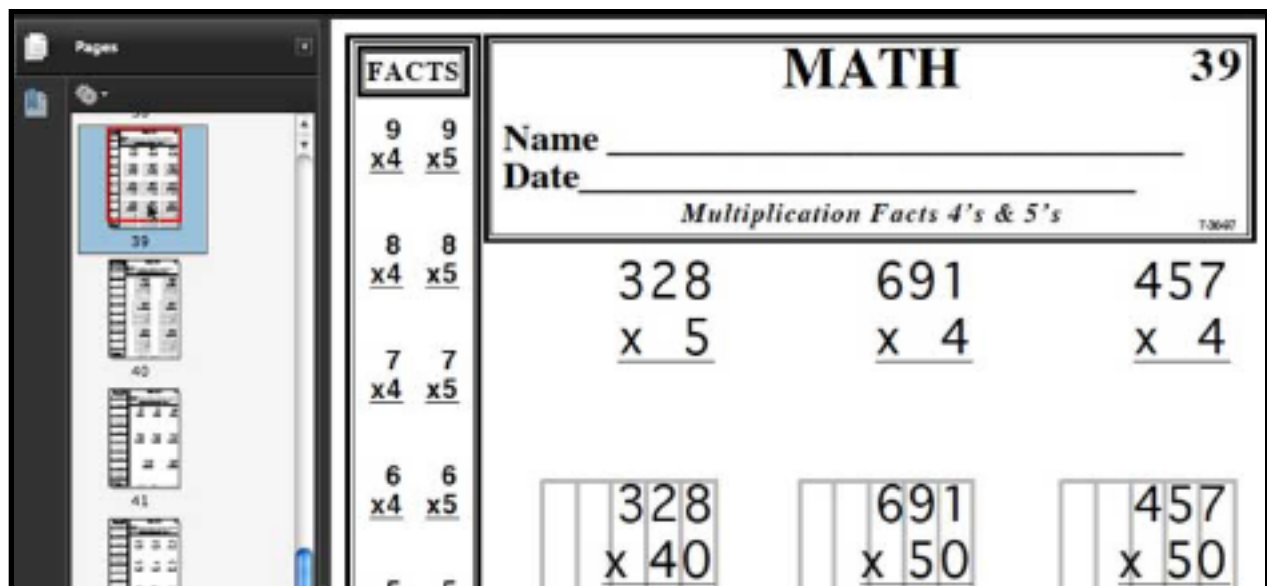 Pages
39
40
41
FACTS
9 9
x4 x5
8 8
x4 x5
7 7
x4 x5
6 6
x4 x5
MATH 39
Name
Date
Multiplication Facts 4's & 5's
328 691 457
x 5 x 4 x 4
328 691 457
x 40 x 50 x 50